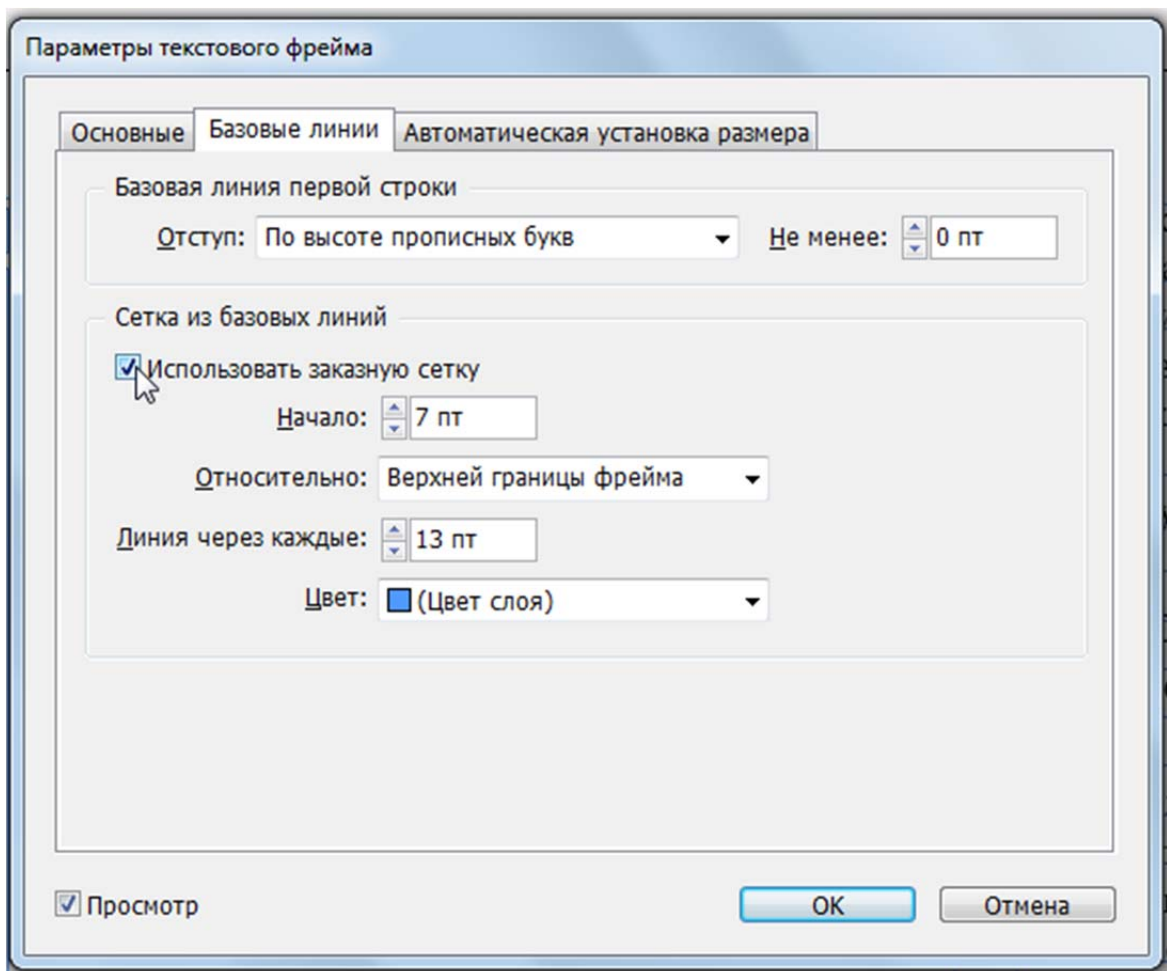 Параметры текстового фрейма
Основные Базовые линии Автоматическая установка размера
Базовая линия первой строки
Отступ: По высоте прописных букв Не менее: 0 пт
Сетка из базовых линий
Использовать заказную сетку
Начало: 7 пт
Относительно: Верхней границы фрейма
Линия через каждые: 13 пт
Цвет: (Цвет слоя)
Просмотр OK Отмена